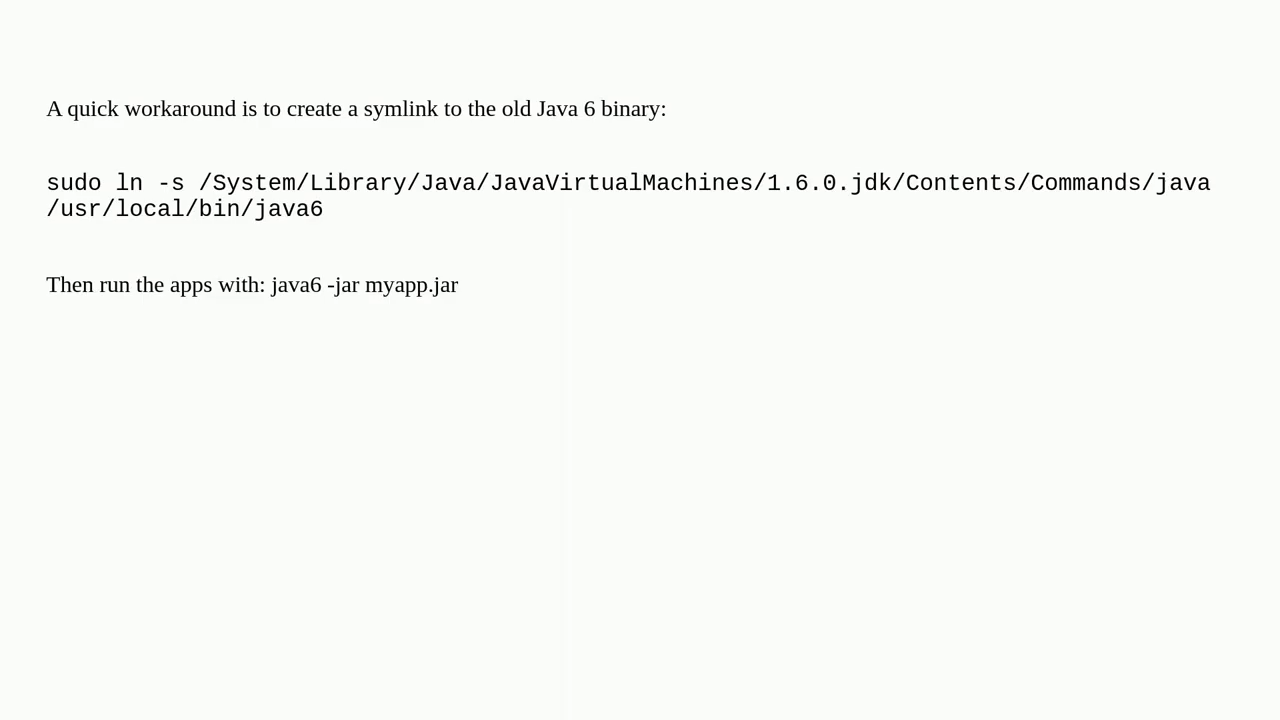 A quick workaround is to create a symlink to the old Java 6 binary:
sudo ln -s /System/Library/Java/JavaVirtualMachines/1.6.0.jdk/Contents/Commands/java
/usr/local/bin/java6
Then run the apps with: java6 -jar myapp.jar